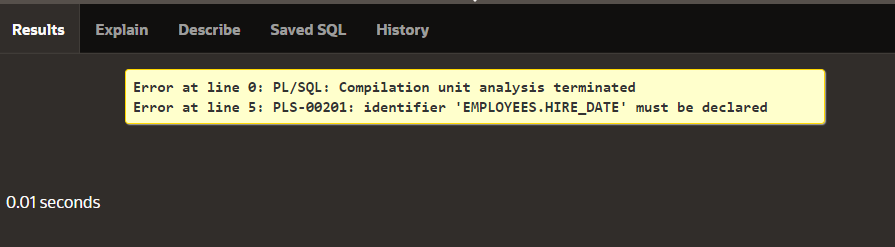 Results Explain Describe Saved SQL History
Error at line 0: PL/SQL: Compilation unit analysis terminated
Error at line 5: PLS-00201: identifier 'EMPLOYEES.HIRE_DATE' must be declared
0.01 seconds